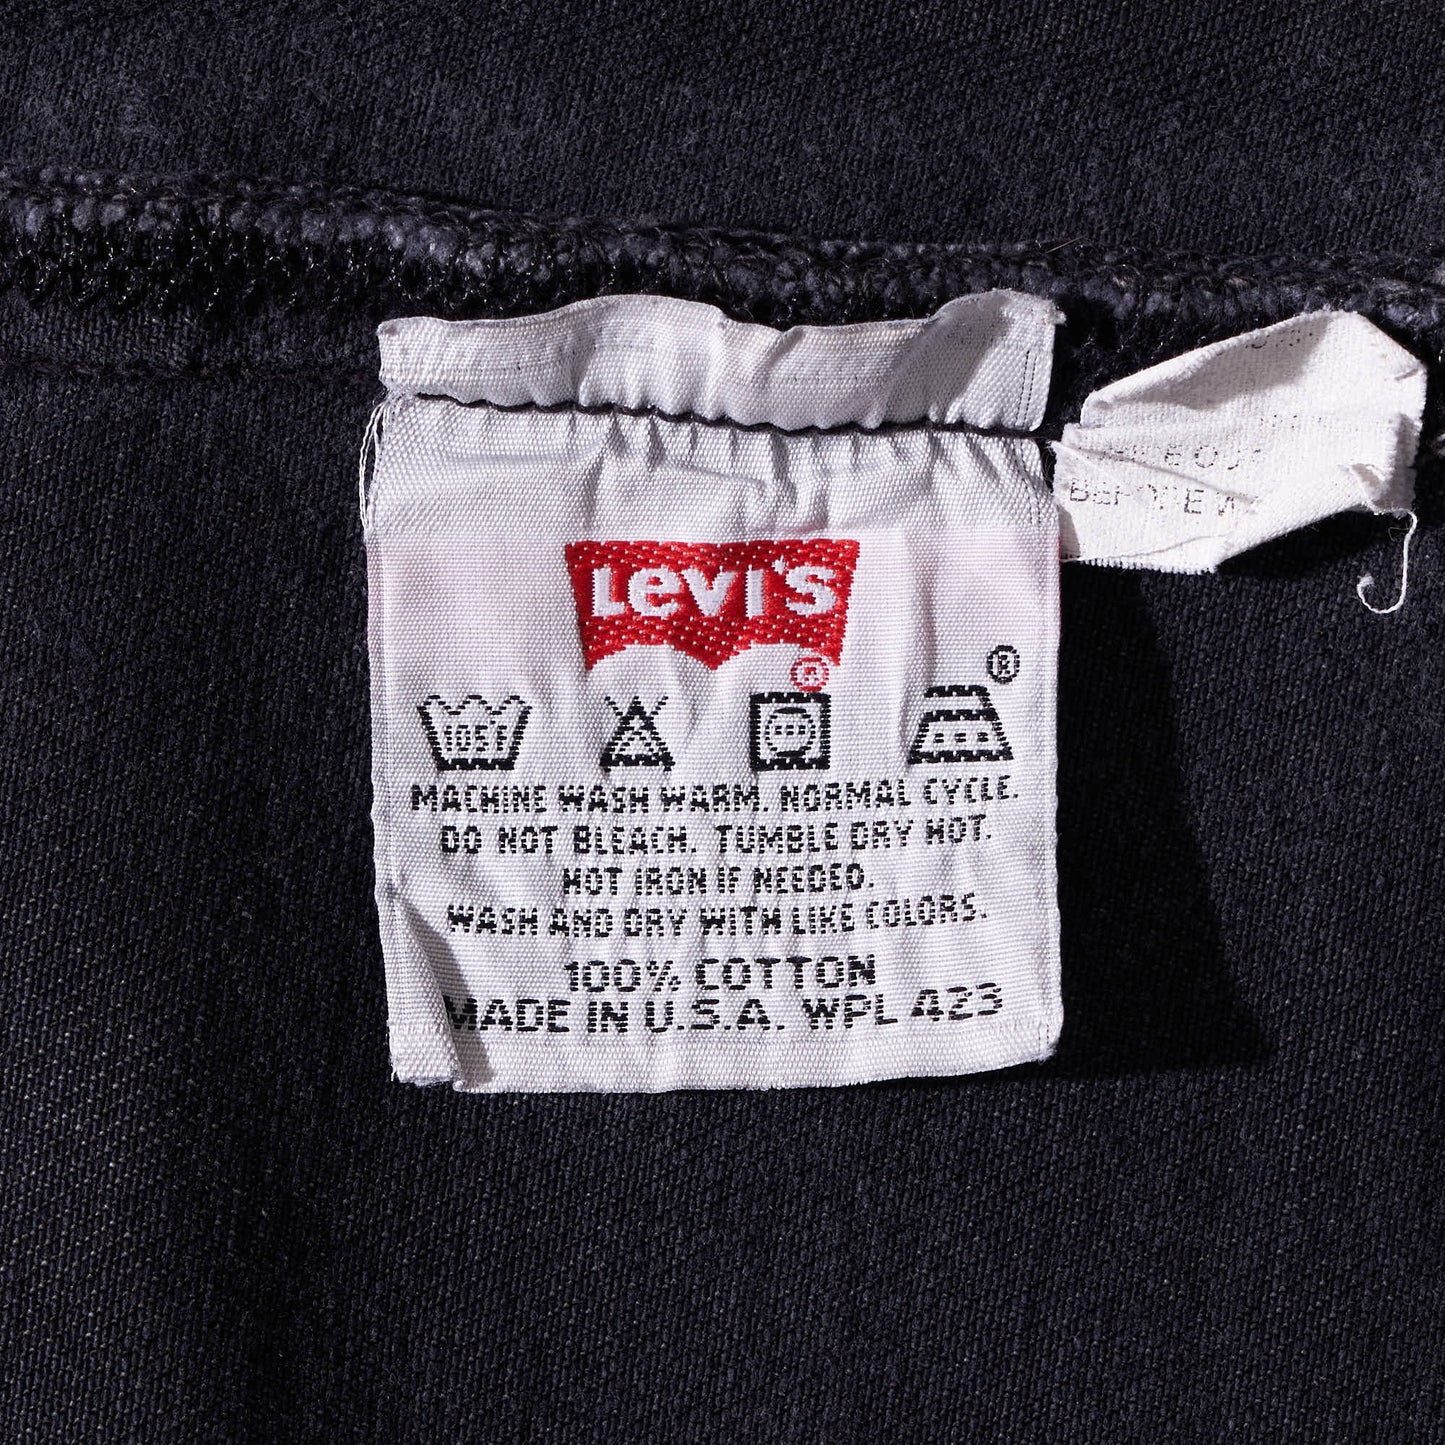 LEVI'S
®
®
105F
MACHINE WASH WARM. NORMAL CYCLE.
DO NOT BLEACH. TUMBLE DRY HOT.
HOT IRON IF NEEDED.
WASH AND DRY WITH LIKE COLORS.
100% COTTON
MADE IN U.S.A. WPL 423